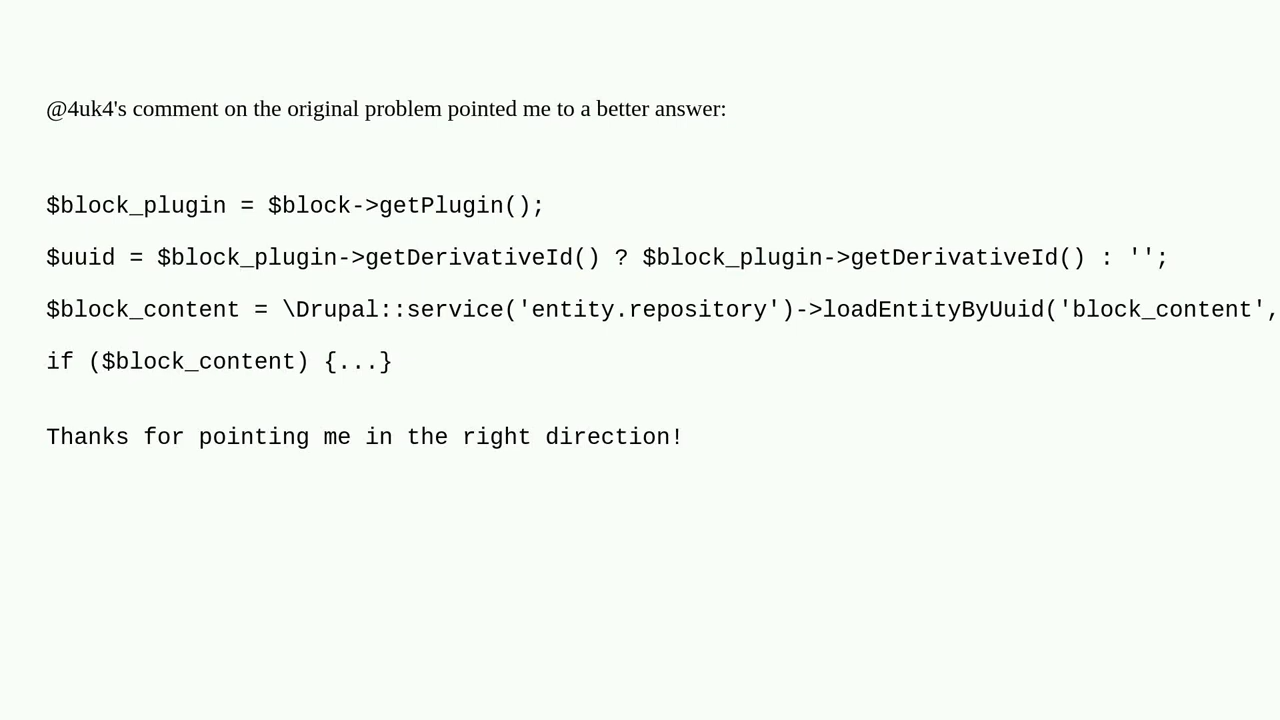 @4uk4's comment on the original problem pointed me to a better answer:
$block_plugin = $block->getPlugin();
$uuid = $block_plugin->getDerivativeId() ? $block_plugin->getDerivativeId() : '';
$block_content = \Drupal::service('entity.repository')->loadEntityByUuid('block_content',
if ($block_content) {...}
Thanks for pointing me in the right direction!